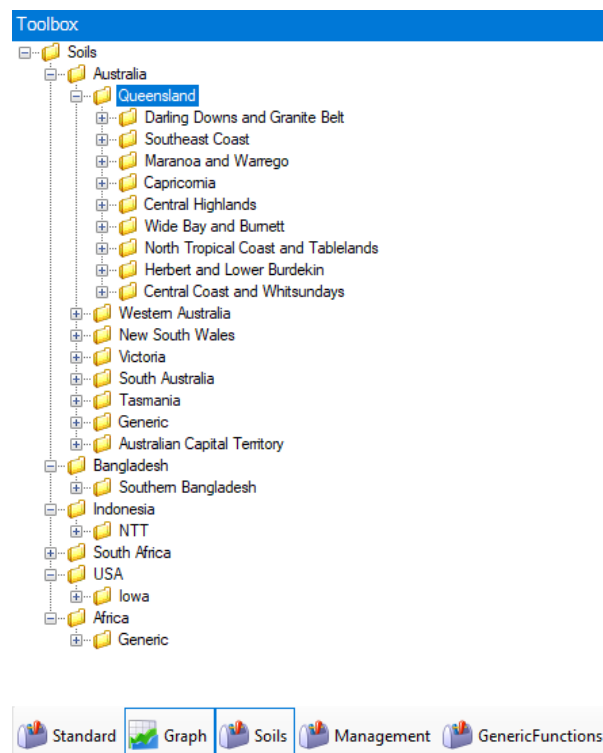 Toolbox
Soils
Australia
Queensland
Darling Downs and Granite Belt
Southeast Coast
Maranoa and Warrego
Capricornia
Central Highlands
Wide Bay and Burnett
North Tropical Coast and Tablelands
Herbert and Lower Burdekin
Central Coast and Whitsundays
Western Australia
New South Wales
Victoria
South Australia
Tasmania
Generic
Australian Capital Territory
Bangladesh
Southern Bangladesh
Indonesia
NTT
South Africa
USA
Iowa
Africa
Generic
Standard Graph Soils Management GenericFunctions